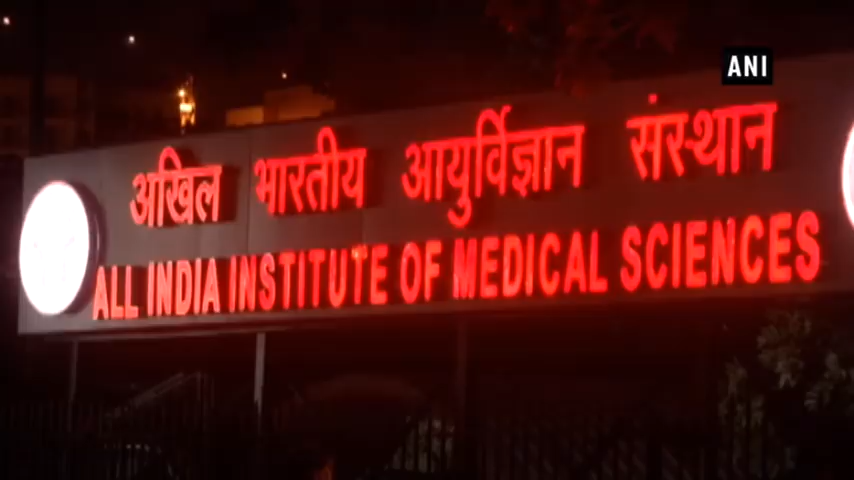 ANI
अखिल भारतीय आयुर्विज्ञान संस्थान
ALL INDIA INSTITUTE OF MEDICAL SCIENCES